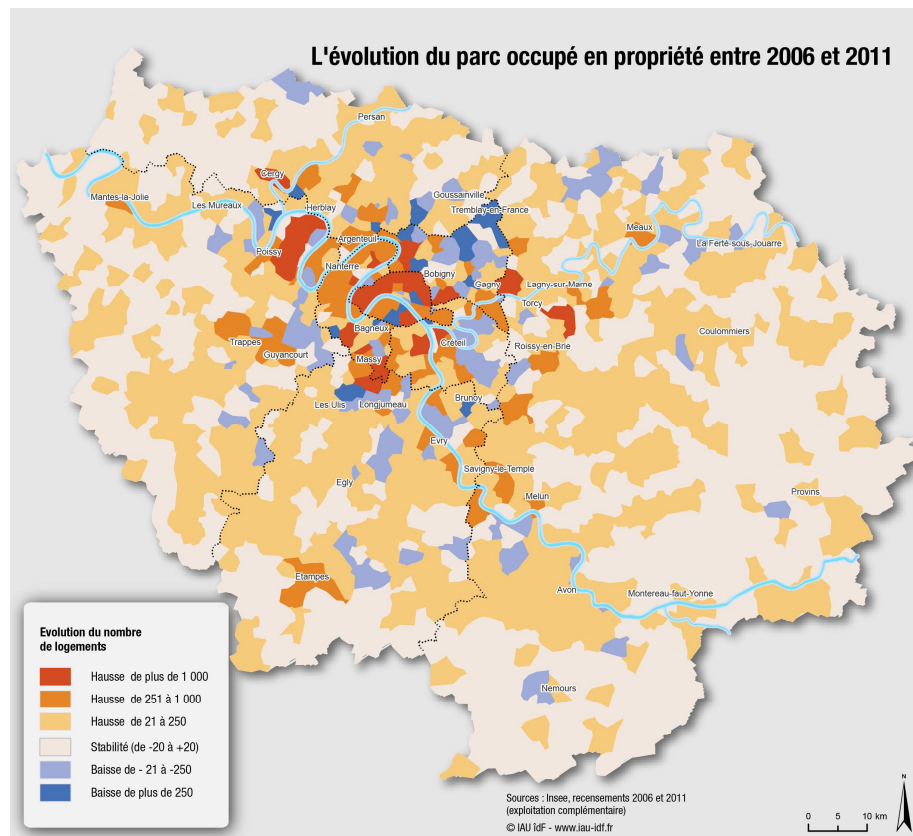 L'évolution du parc occupé en propriété entre 2006 et 2011
Persan
Cergy
Mantes-la-Jolie
Les Mureaux
Herblay
Goussainville
Tremblay-en-France
Poissy
Argenteuil
Nanterre
Bobigny
Gagny
Lagny-sur-Marne
Meaux
La Ferté-sous-Jouarre
Torcy
Trappes
Guyancourt
Bagneux
Massy
Créteil
Roissy-en-Brie
Coulommiers
Les Ulis
Longjumeau
Brunoy
Evry
Savigny-le-Temple
Egly
Melun
Provins
Etampes
Avon
Montereau-faut-Yonne
Nemours
Evolution du nombre
de logements
Hausse de plus de 1 000
Hausse de 251 à 1 000
Hausse de 21 à 250
Stabilité (de -20 à +20)
Baisse de - 21 à -250
Baisse de plus de 250
Sources : Insee, recensements 2006 et 2011
(exploitation complémentaire)
© IAU îdF - www.iau-idf.fr
N
0 5 10 km